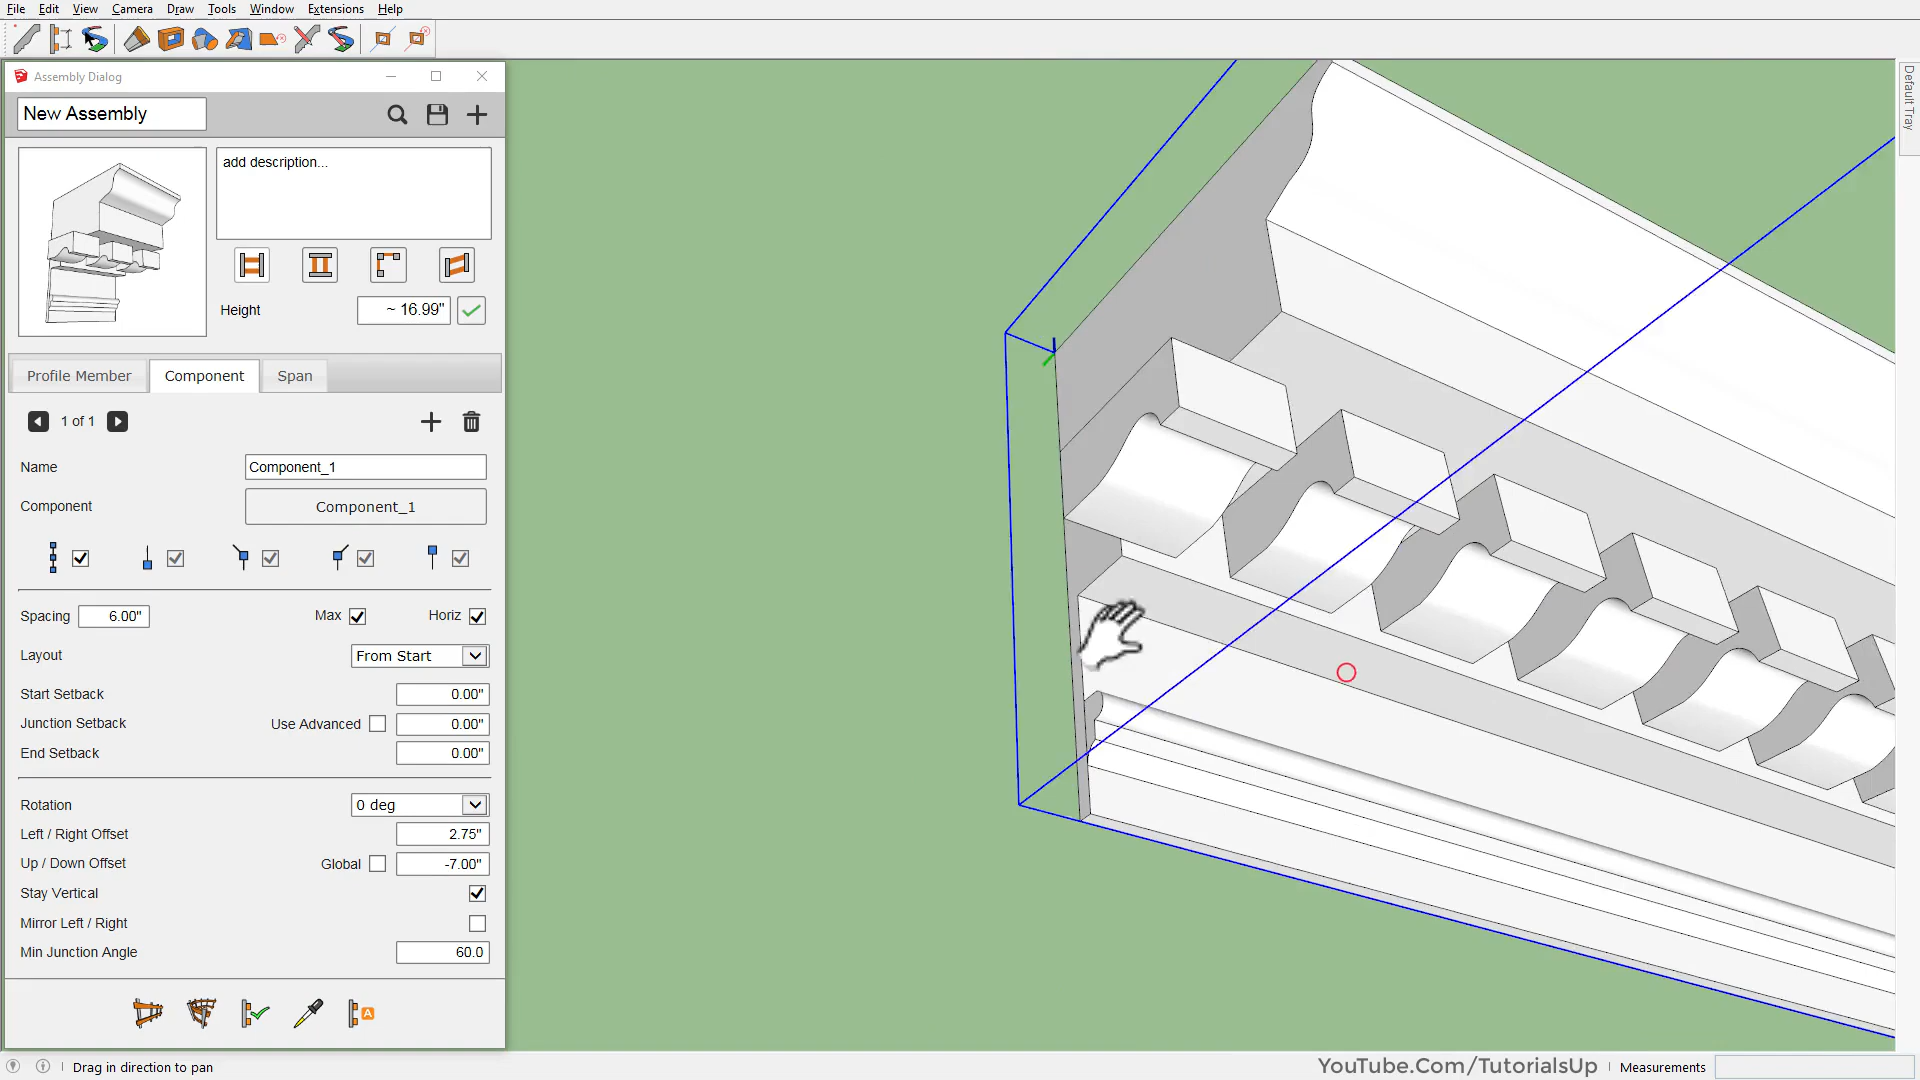 File Edit View Camera Draw Tools Window Extensions Help
Assembly Dialog
New Assembly
add description...
Height ~ 16.99"
Profile Member Component Span
1 of 1
Name Component_1
Component Component_1
Spacing 6.00" Max Horiz
Layout From Start
Start Setback 0.00"
Junction Setback Use Advanced 0.00"
End Setback 0.00"
Rotation 0 deg
Left / Right Offset 2.75"
Up / Down Offset Global -7.00"
Stay Vertical
Mirror Left / Right
Min Junction Angle 60.0
A
Default Tray
Drag in direction to pan
YouTube.Com/TutorialsUp
Measurements